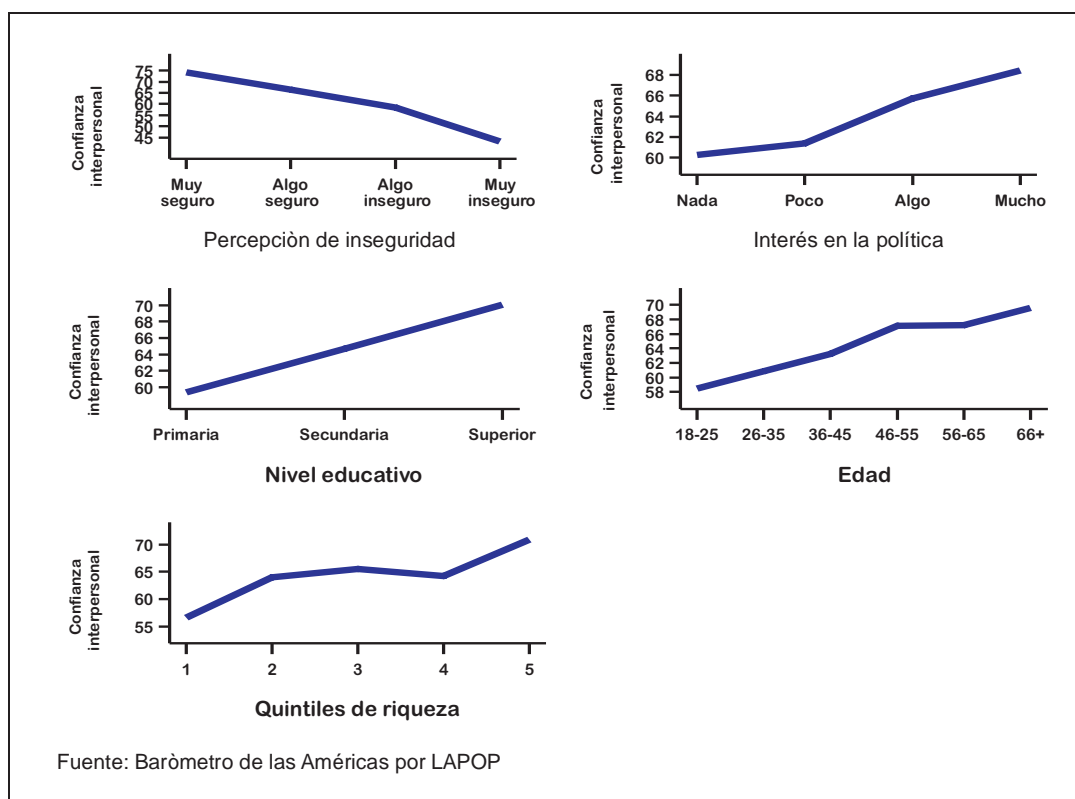 Confianza
interpersonal
75
70
65
60
55
50
45
Muy
seguro
Algo
seguro
Algo
inseguro
Muy
inseguro
Percepciòn de inseguridad
Confianza
interpersonal
68
66
64
62
60
Nada
Poco
Algo
Mucho
Interés en la política
Confianza
interpersonal
70
68
66
64
62
60
Primaria
Secundaria
Superior
Nivel educativo
Confianza
interpersonal
70
68
66
64
62
60
58
18-25
26-35
36-45
46-55
56-65
66+
Edad
Confianza
interpersonal
70
65
60
55
1
2
3
4
5
Quintiles de riqueza
Fuente: Baròmetro de las Américas por LAPOP